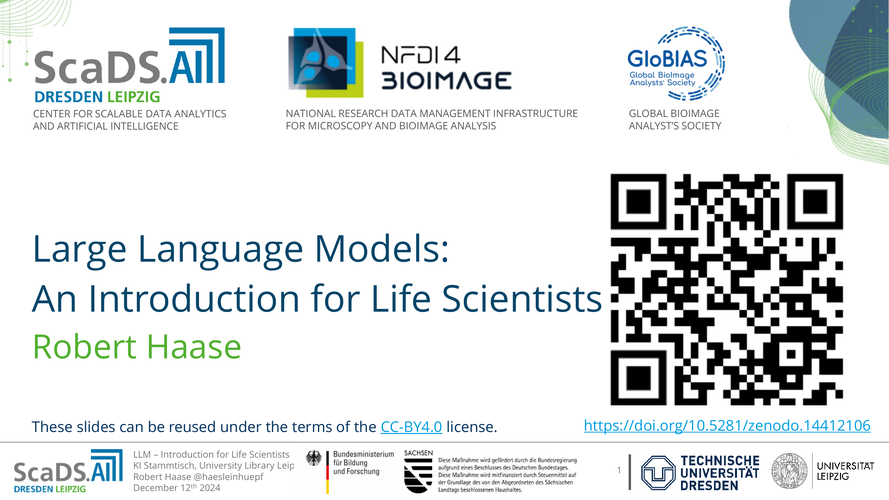 ScaDS.AI
DRESDEN LEIPZIG
CENTER FOR SCALABLE DATA ANALYTICS
AND ARTIFICIAL INTELLIGENCE
NFDI4
BIOIMAGE
NATIONAL RESEARCH DATA MANAGEMENT INFRASTRUCTURE
FOR MICROSCOPY AND BIOIMAGE ANALYSIS
GloBIAS
Global BioImage
Analysts' Society
GLOBAL BIOIMAGE
ANALYST'S SOCIETY
Large Language Models:
An Introduction for Life Scientists
Robert Haase
These slides can be reused under the terms of the CC-BY4.0 license.
https://doi.org/10.5281/zenodo.14412106
ScaDS.AI
DRESDEN LEIPZIG
LLM – Introduction for Life Scientists
KI Stammtisch, University Library Leip
Robert Haase @haesleinhuepf
December 12th 2024
Bundesministerium
für Bildung
und Forschung
SACHSEN
Diese Maßnahme wird gefördert durch die Bundesregierung
aufgrund eines Beschlusses des Deutschen Bundestages.
Diese Maßnahme wird mitfinanziert durch Steuermittel auf
der Grundlage des von den Abgeordneten des Sächsischen
Landtags beschlossenen Haushaltes.
1
TECHNISCHE
UNIVERSITÄT
DRESDEN
UNIVERSITÄT
LEIPZIG